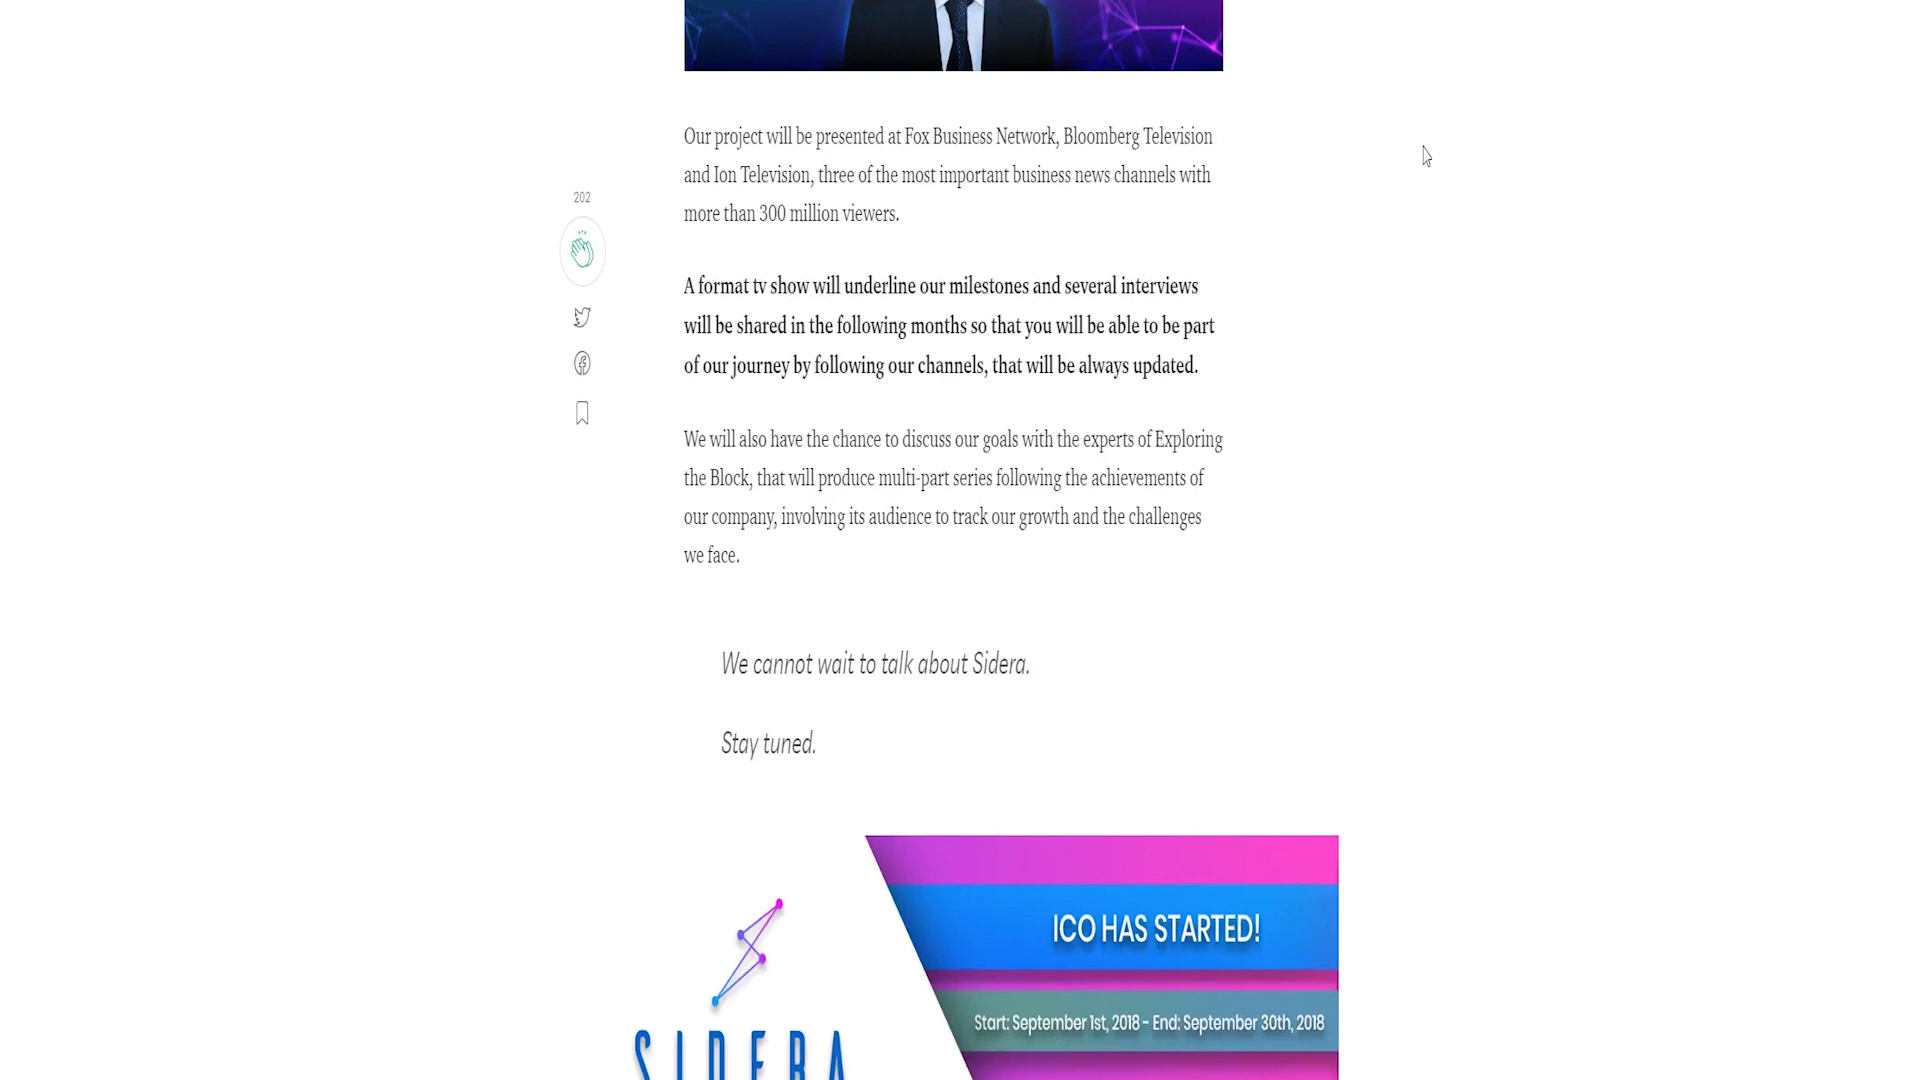 Our project will be presented at Fox Business Network, Bloomberg Television
and Ion Television, three of the most important business news channels with
more than 300 million viewers.
202
A format tv show will underline our milestones and several interviews
will be shared in the following months so that you will be able to be part
of our journey by following our channels, that will be always updated.
We will also have the chance to discuss our goals with the experts of Exploring
the Block, that will produce multi-part series following the achievements of
our company, involving its audience to track our growth and the challenges
we face.
We cannot wait to talk about Sidera.
Stay tuned.
ICO HAS STARTED!
Start: September 1st, 2018 - End: September 30th, 2018
SIDERA